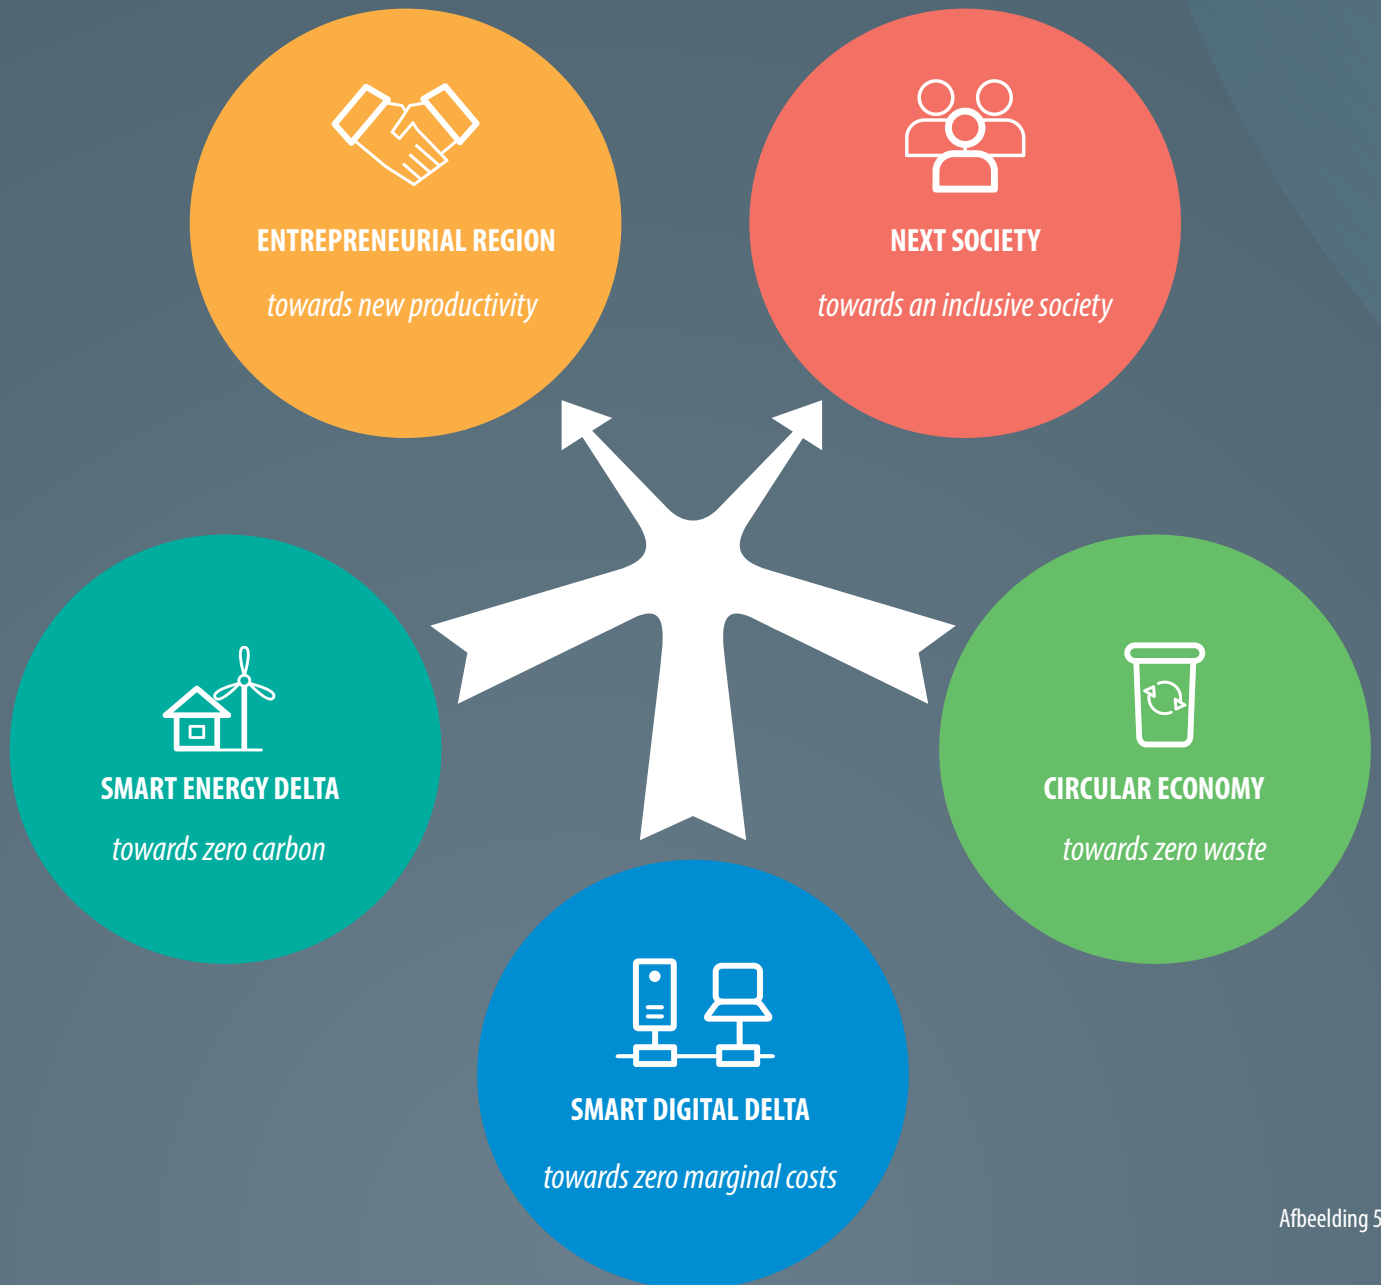 ENTREPRENEURIAL REGION
towards new productivity
NEXT SOCIETY
towards an inclusive society
SMART ENERGY DELTA
towards zero carbon
CIRCULAR ECONOMY
towards zero waste
SMART DIGITAL DELTA
towards zero marginal costs
Afbeelding 5